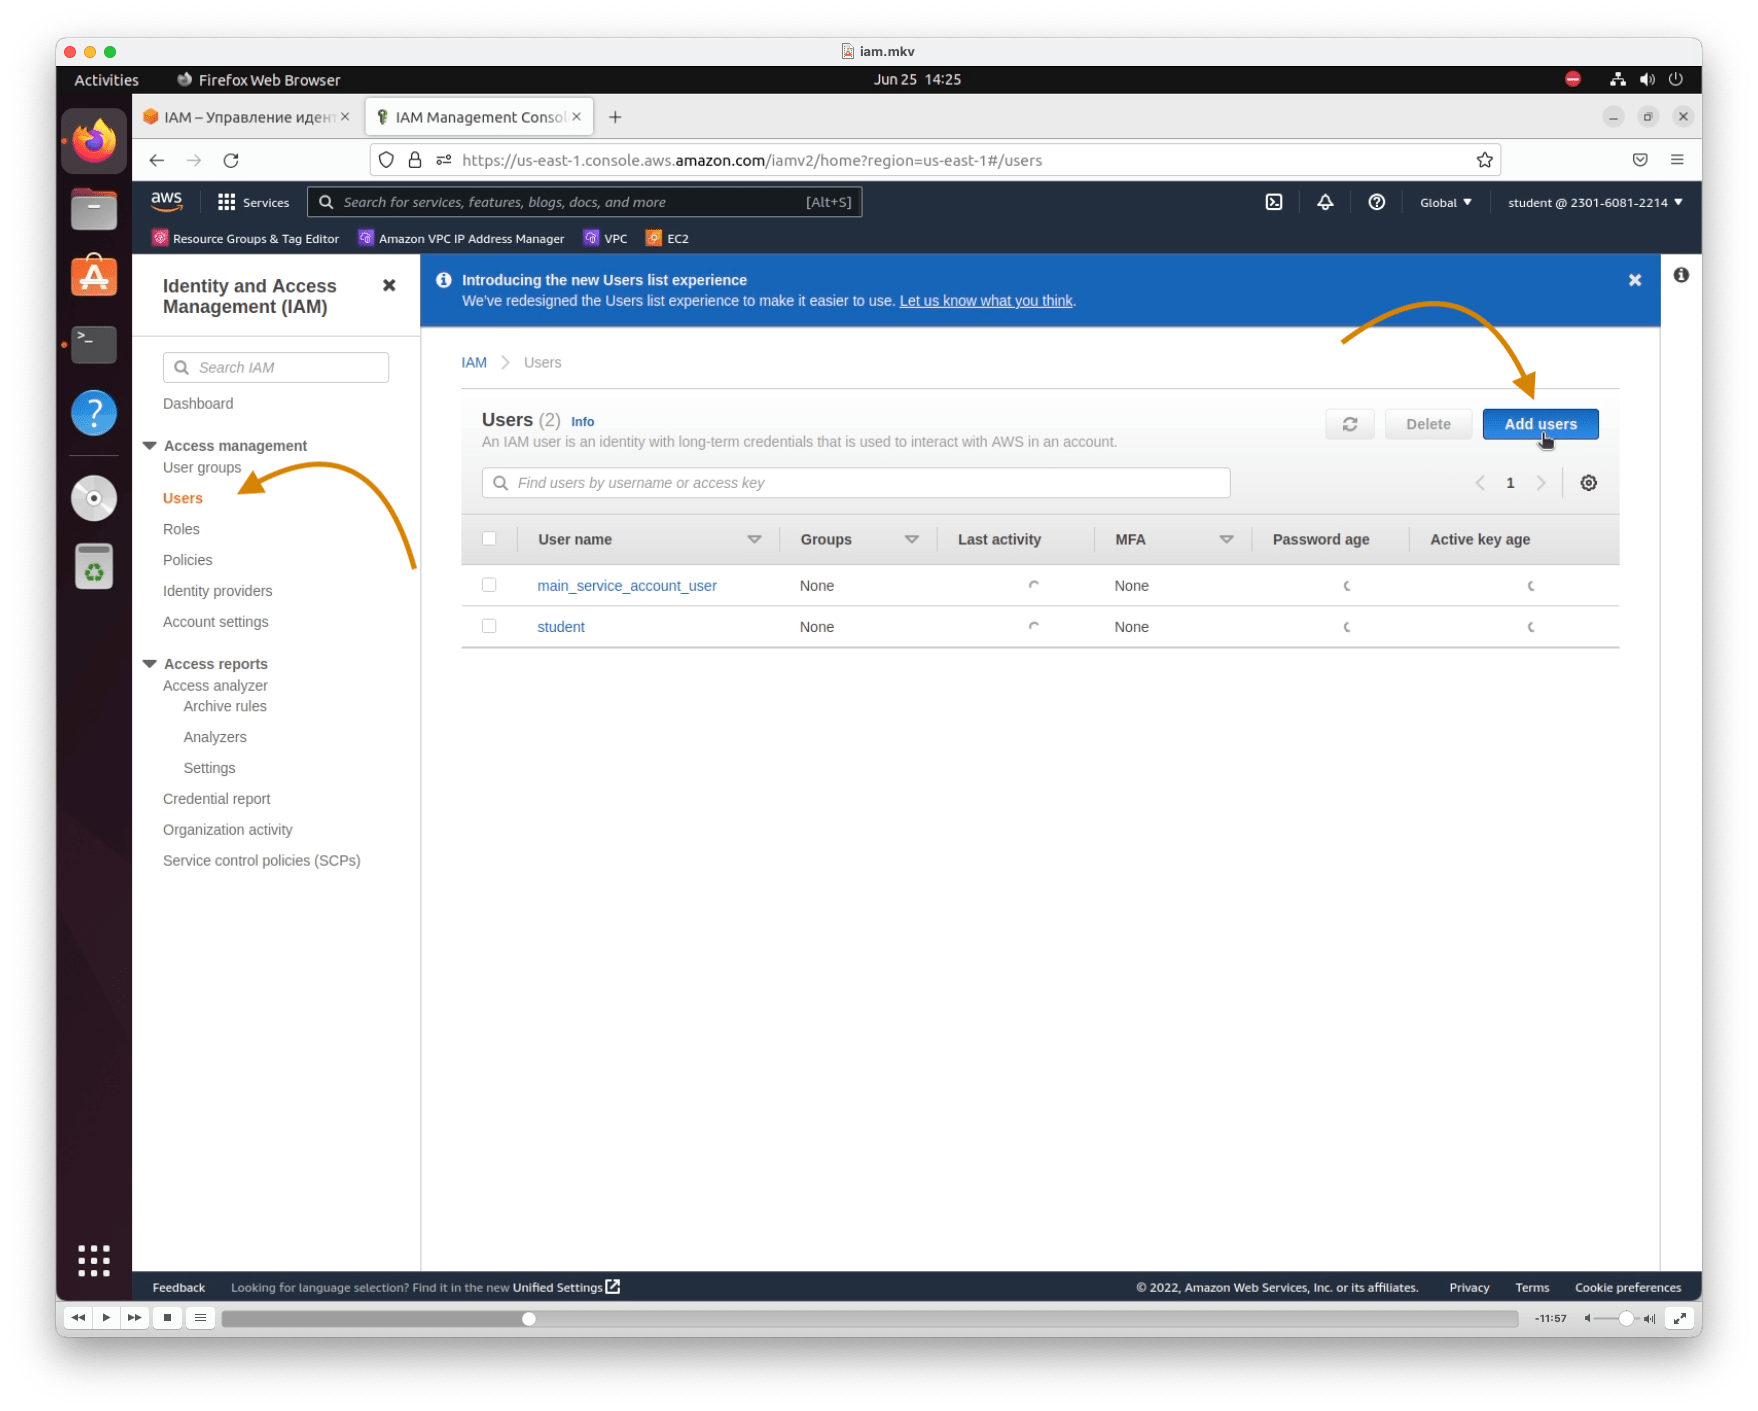 iam.mkv
Activities Firefox Web Browser Jun 25 14:25
IAM – Управление идент IAM Management Consol
https://us-east-1.console.aws.amazon.com/iamv2/home?region=us-east-1#/users
aws Services Search for services, features, blogs, docs, and more [Alt+S] Global student @ 2301-6081-2214
Resource Groups & Tag Editor Amazon VPC IP Address Manager VPC EC2
Identity and Access
Management (IAM)
Search IAM
Dashboard
Access management
User groups
Users
Roles
Policies
Identity providers
Account settings
Access reports
Access analyzer
Archive rules
Analyzers
Settings
Credential report
Organization activity
Service control policies (SCPs)
Introducing the new Users list experience
We've redesigned the Users list experience to make it easier to use. Let us know what you think.
IAM > Users
Users (2) Info
An IAM user is an identity with long-term credentials that is used to interact with AWS in an account.
Delete Add users
Find users by username or access key
1
User name Groups Last activity MFA Password age Active key age
main_service_account_user None None
student None None
Feedback Looking for language selection? Find it in the new Unified Settings © 2022, Amazon Web Services, Inc. or its affiliates. Privacy Terms Cookie preferences
-11:57